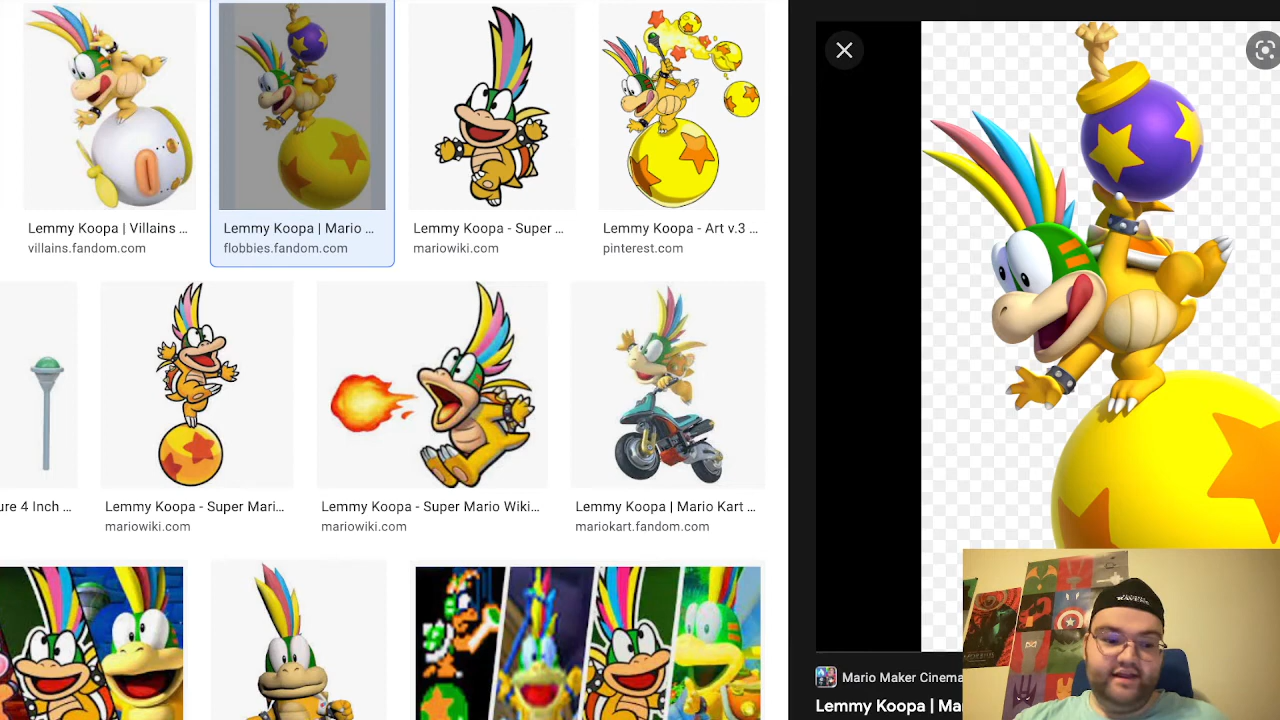 Lemmy Koopa | Villains ...
villains.fandom.com
Lemmy Koopa | Mario ...
flobbies.fandom.com
Lemmy Koopa - Super ...
mariowiki.com
Lemmy Koopa - Art v.3 ...
pinterest.com
ure 4 Inch ...
Lemmy Koopa - Super Mari...
mariowiki.com
Lemmy Koopa - Super Mario Wiki...
mariowiki.com
Lemmy Koopa | Mario Kart ...
mariokart.fandom.com
Mario Maker Cinema
Lemmy Koopa | Ma